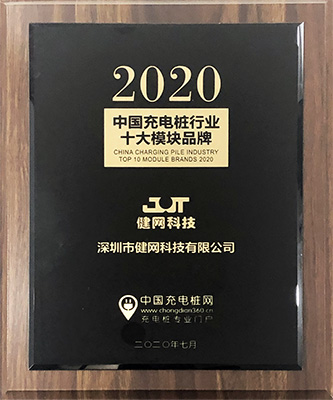 2020
中国充电桩行业
十大模块品牌
CHINA CHARGING PILE INDUSTRY
TOP 10 MODULE BRANDS 2020
健网科技
深圳市健网科技有限公司
中国充电桩网
www.chongdian360.cn
充电桩专业门户
二〇二〇年七月